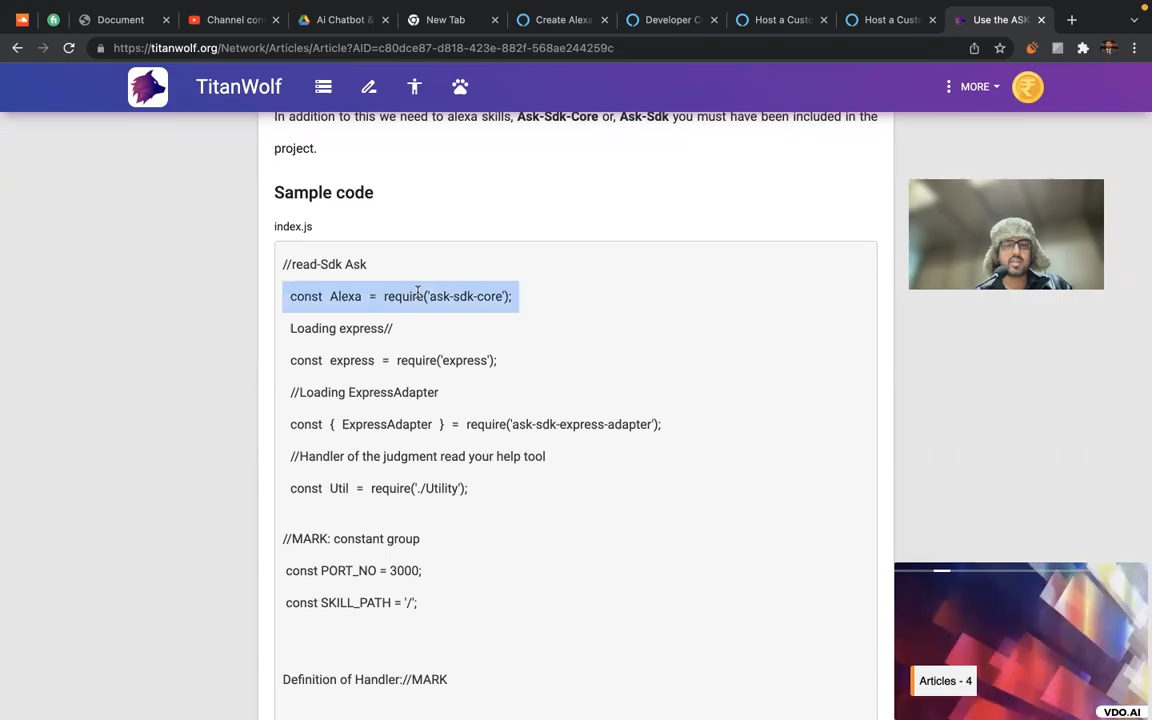 Document
Channel con
Ai Chatbot &
New Tab
Create Alexa
Developer C
Host a Custo
Host a Custo
Use the ASK
https://titanwolf.org/Network/Articles/Article?AID=c80dce87-d818-423e-882f-568ae244259c
TitanWolf
MORE
In addition to this we need to alexa skills, Ask-Sdk-Core or, Ask-Sdk you must have been included in the
project.
Sample code
index.js
//read-Sdk Ask
const Alexa = require('ask-sdk-core');
Loading express//
const express = require('express');
//Loading ExpressAdapter
const { ExpressAdapter } = require('ask-sdk-express-adapter');
//Handler of the judgment read your help tool
const Util = require('./Utility');
//MARK: constant group
const PORT_NO = 3000;
const SKILL_PATH = '/';
Definition of Handler://MARK
Articles - 4
VDO.AI